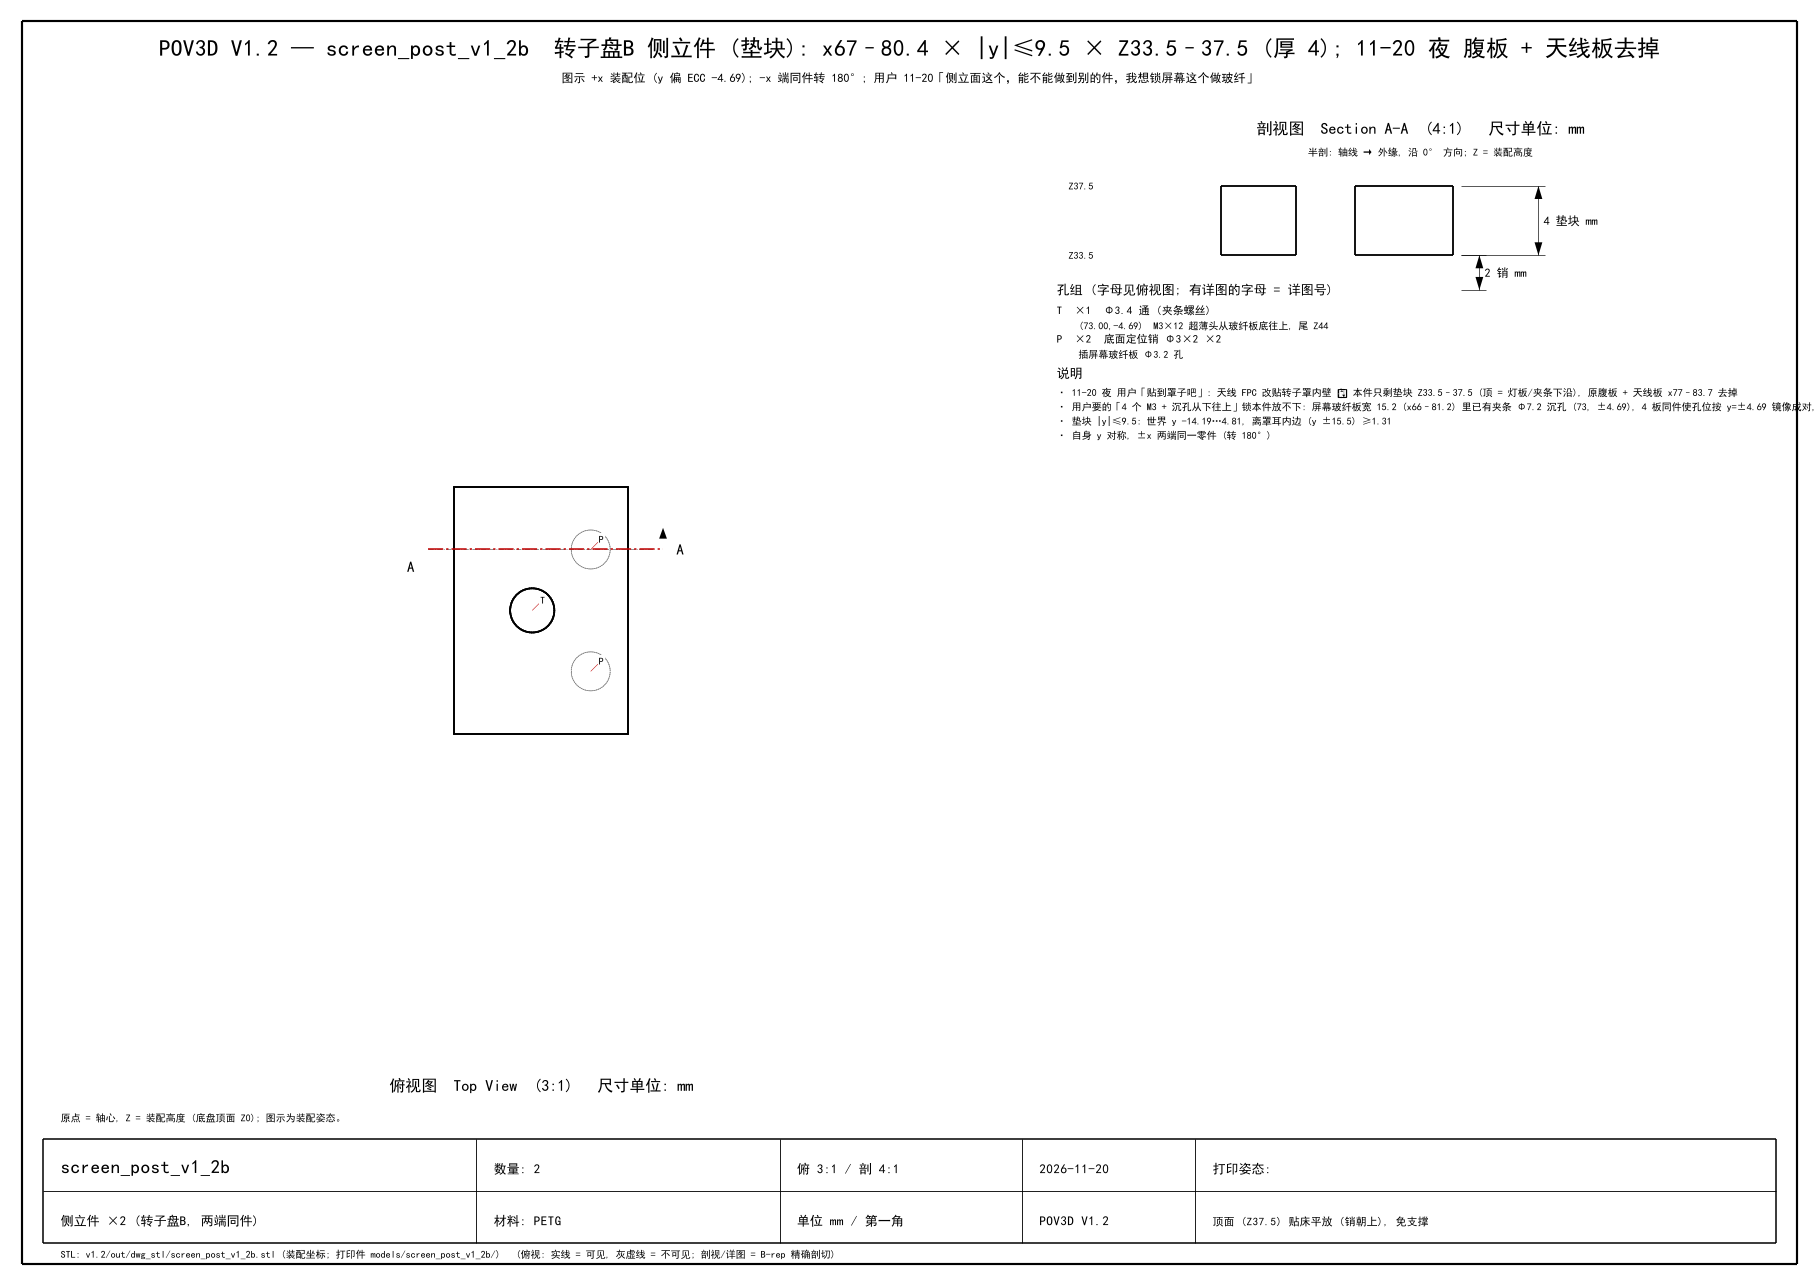 POV3D V1.2 — screen_post_v1_2b 转子盘B 侧立件 (垫块): x67–80.4 × |y|≤9.5 × Z33.5–37.5 (厚 4); 11-20 夜 腹板 + 天线板去掉
图示 +x 装配位 (y 偏 ECC -4.69); -x 端同件转 180°; 用户 11-20「侧立面这个, 能不能做到别的件, 我想锁屏幕这个做玻纤」
剖视图 Section A-A (4:1) 尺寸单位: mm
半剖: 轴线 → 外缘, 沿 0° 方向; Z = 装配高度
Z37.5
4 垫块 mm
Z33.5
2 销 mm
孔组 (字母见俯视图; 有详图的字母 = 详图号)
T ×1 Φ3.4 通 (夹条螺丝)
(73.00,-4.69) M3×12 超薄头从玻纤板底往上, 尾 Z44
P ×2 底面定位销 Φ3×2 ×2
插屏幕玻纤板 Φ3.2 孔
说明
· 11-20 夜 用户「贴到罩子吧」: 天线 FPC 改贴转子罩内壁 本件只剩垫块 Z33.5–37.5 (顶 = 灯板/夹条下沿), 原腹板 + 天线板 x77–83.7 去掉
· 用户要的「4 个 M3 + 沉孔从下往上」锁本件放不下: 屏幕玻纤板宽 15.2 (x66–81.2) 里已有夹条 Φ7.2 沉孔 (73, ±4.69), 4 板同件使孔位按 y=±4.69 镜像成对,
· 垫块 |y|≤9.5: 世界 y -14.19…4.81, 离罩耳内边 (y ±15.5) ≥1.31
· 自身 y 对称, ±x 两端同一零件 (转 180°)
P
A
A
T
P
俯视图 Top View (3:1) 尺寸单位: mm
原点 = 轴心, Z = 装配高度 (底盘顶面 Z0); 图示为装配姿态。
screen_post_v1_2b 数量: 2 俯 3:1 / 剖 4:1 2026-11-20 打印姿态:
侧立件 ×2 (转子盘B, 两端同件) 材料: PETG 单位 mm / 第一角 POV3D V1.2 顶面 (Z37.5) 贴床平放 (销朝上), 免支撑
STL: v1.2/out/dwg_stl/screen_post_v1_2b.stl (装配坐标; 打印件 models/screen_post_v1_2b/) (俯视: 实线 = 可见, 灰虚线 = 不可见; 剖视/详图 = B-rep 精确剖切)